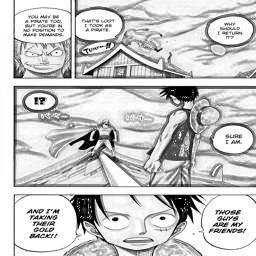 WHY
SHOULD I
RETURN
IT?
THAT'S LOOT
I TOOK AS
A PIRATE.
YOU MAY BE
A PIRATE TOO,
BUT YOU'RE
IN NO
POSITION TO
MAKE DEMANDS.
SURE
I AM.
!?
THOSE
GUYS
ARE MY
FRIENDS!
AND I'M
TAKING
THEIR
GOLD
BACK!!